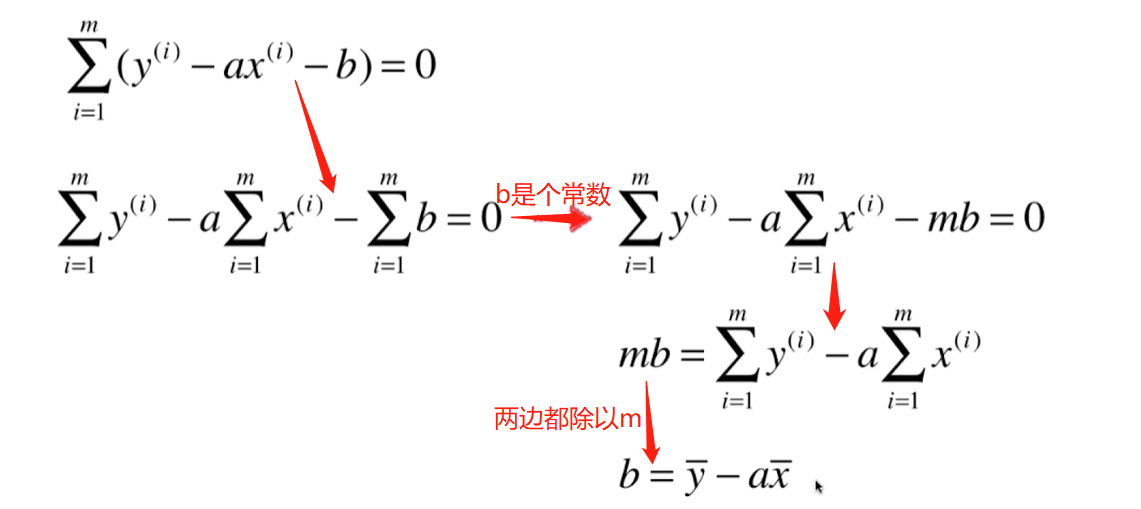 $\sum_{i=1}^{m}(y^{(i)} - ax^{(i)} - b) = 0$
$\sum_{i=1}^{m}y^{(i)} - a\sum_{i=1}^{m}x^{(i)} - \sum_{i=1}^{m}b = 0$
b是个常数
$\sum_{i=1}^{m}y^{(i)} - a\sum_{i=1}^{m}x^{(i)} - mb = 0$
$mb = \sum_{i=1}^{m}y^{(i)} - a\sum_{i=1}^{m}x^{(i)}$
两边都除以m
$b = \overline{y} - a\overline{x}$